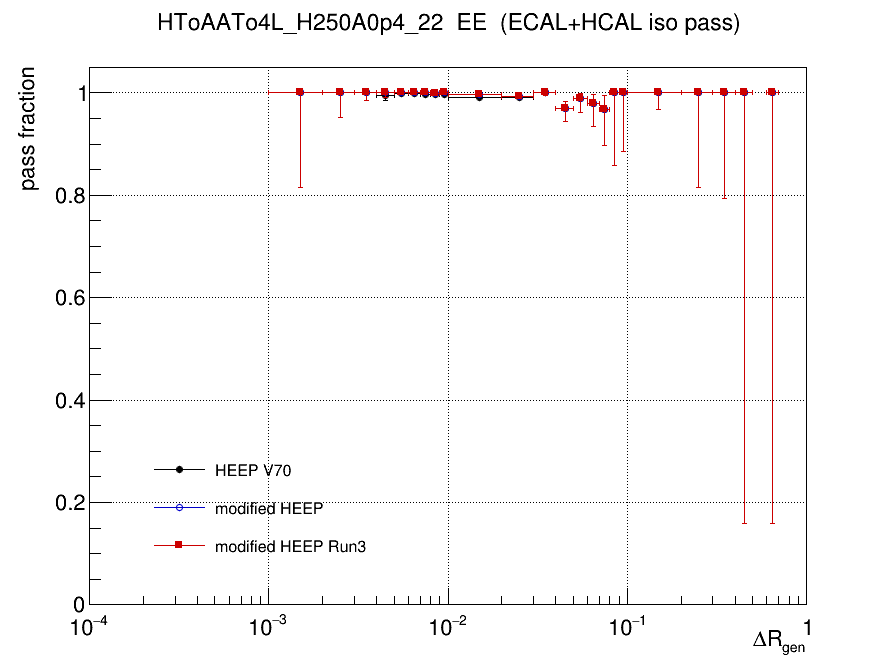 HToAATo4L_H250A0p4_22 EE (ECAL+HCAL iso pass)
pass fraction
1
0.8
0.6
0.4
0.2
0
HEEP V70
modified HEEP
modified HEEP Run3
10⁻⁴ 10⁻³ 10⁻² 10⁻¹ 1
ΔR_gen